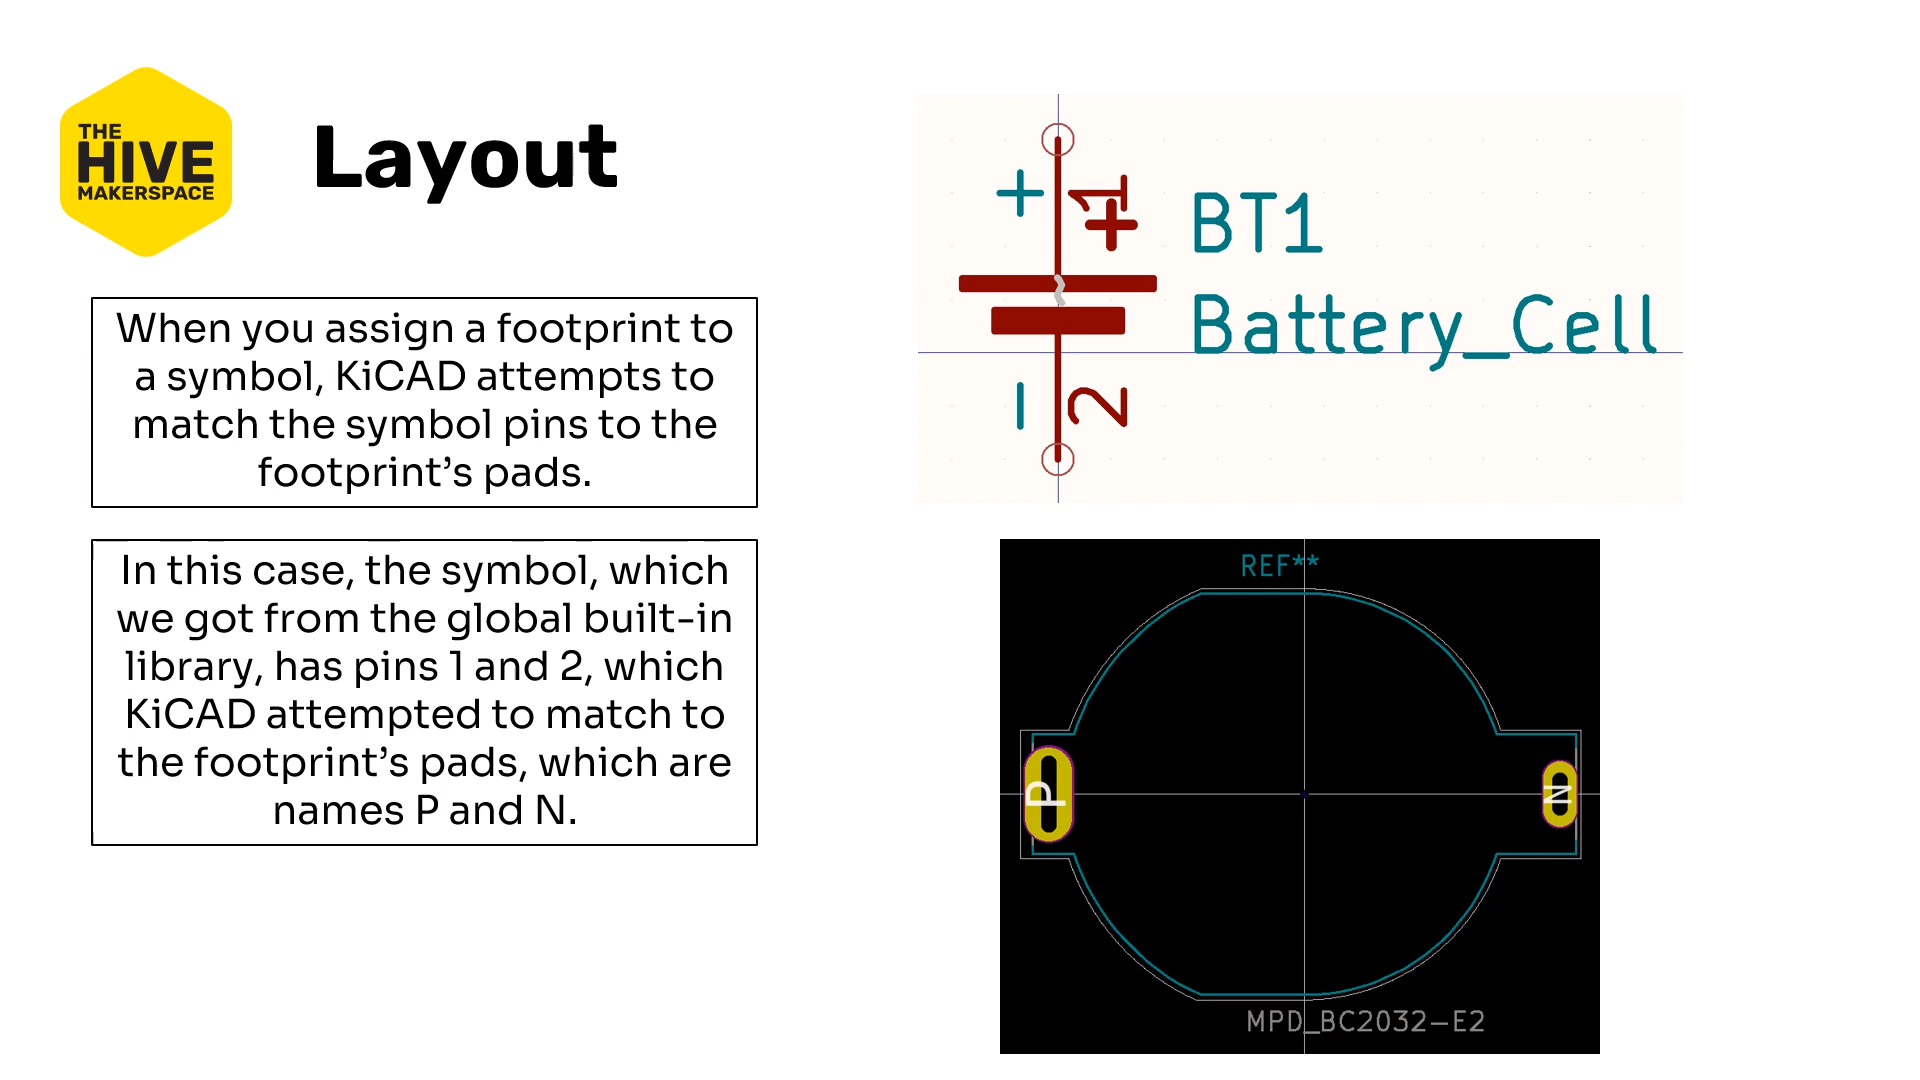 THE
HIVE
MAKERSPACE
Layout
When you assign a footprint to
a symbol, KiCAD attempts to
match the symbol pins to the
footprint's pads.
In this case, the symbol, which
we got from the global built-in
library, has pins 1 and 2, which
KiCAD attempted to match to
the footprint's pads, which are
names P and N.
+
1
+
BT1
Battery_Cell
–
2
REF**
P
N
MPD_BC2032-E2